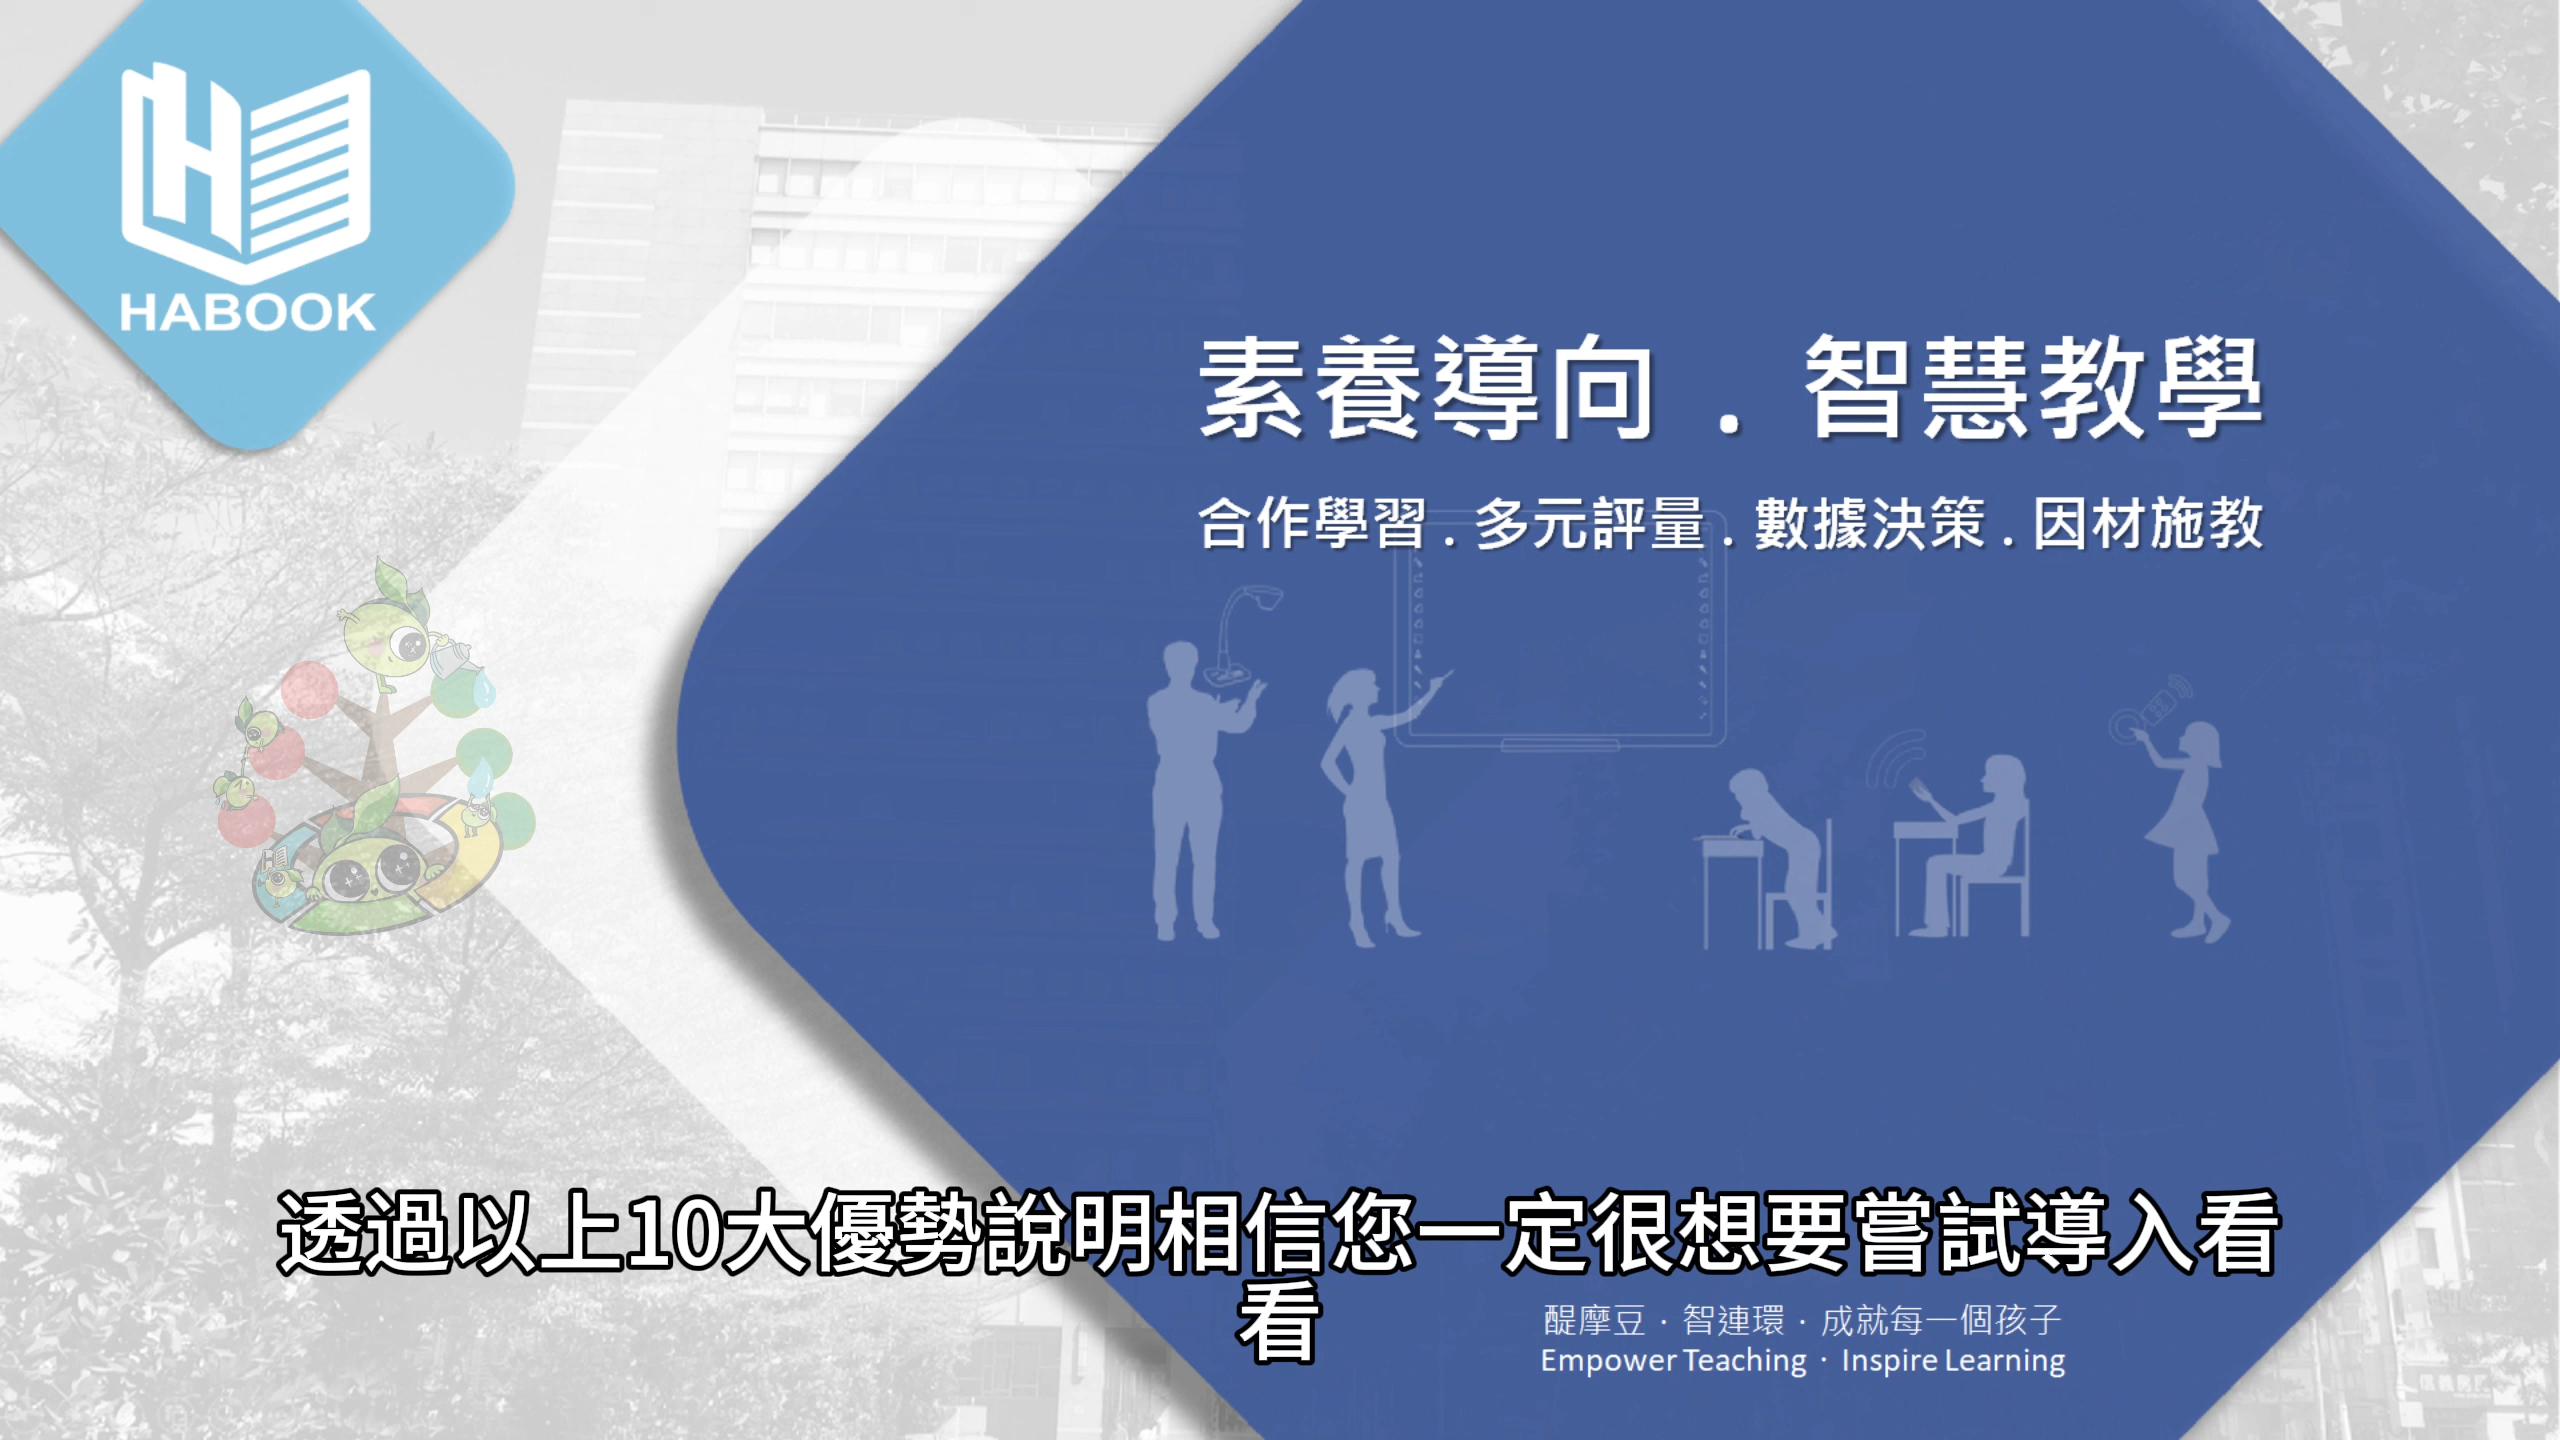 HABOOK
素養導向 . 智慧教學
合作學習 . 多元評量 . 數據決策 . 因材施教
透過以上10大優勢說明相信您一定很想要嘗試導入看
看
醍摩豆 · 智連環 · 成就每一個孩子
Empower Teaching · Inspire Learning